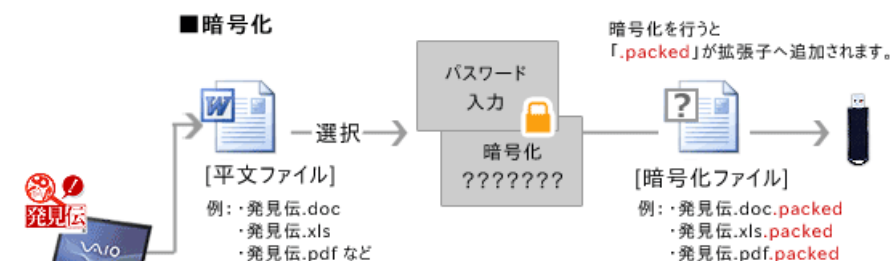 ■暗号化
暗号化を行うと
「.packed」が拡張子へ追加されます。
パスワード
入力
W
?
選択
暗号化
???????
[平文ファイル]
[暗号化ファイル]
例：・発見伝.doc
・発見伝.xls
・発見伝.pdf など
例：・発見伝.doc.packed
・発見伝.xls.packed
・発見伝.pdf.packed
発見伝
VAIO